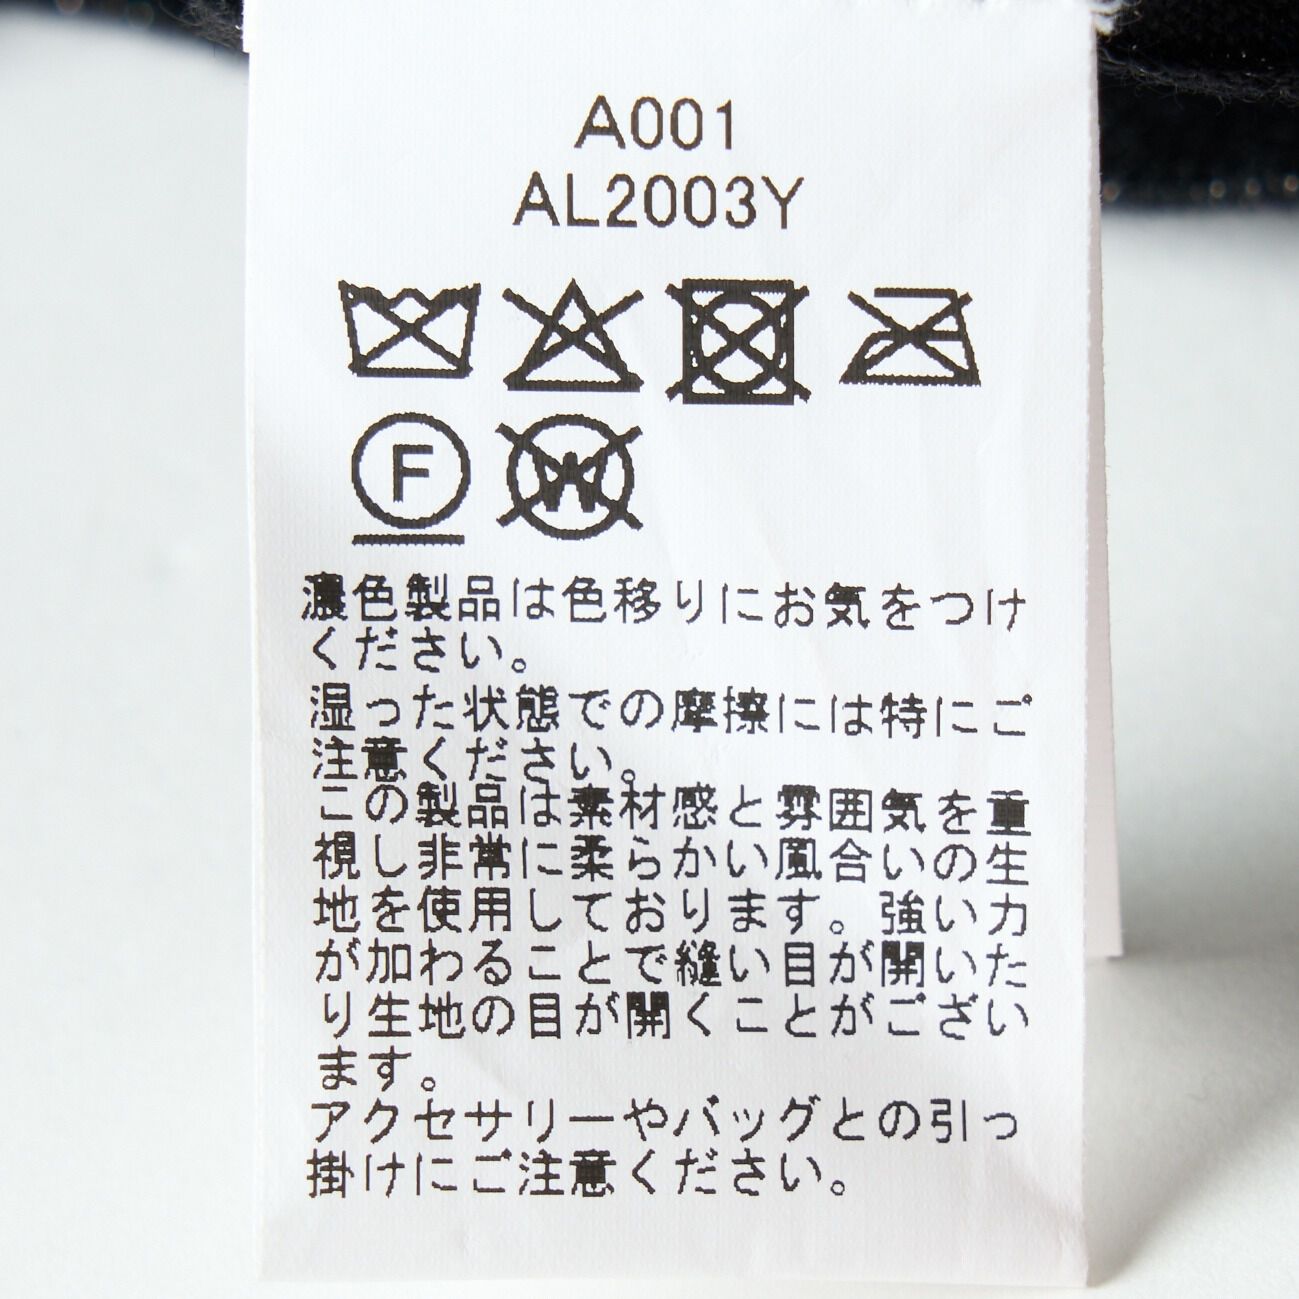 A001
AL2003Y
F
W
濃色製品は色移りにお気をつけ
ください。
湿った状態での摩擦には特にご
注意ください。
この製品は素材感と雰囲気を重
視し非常に柔らかい風合いの生
地を使用しております。強い力
が加わることで縫い目が開いた
り生地の目が開くことがござい
ます。
アクセサリーやバッグとの引っ
掛けにご注意ください。